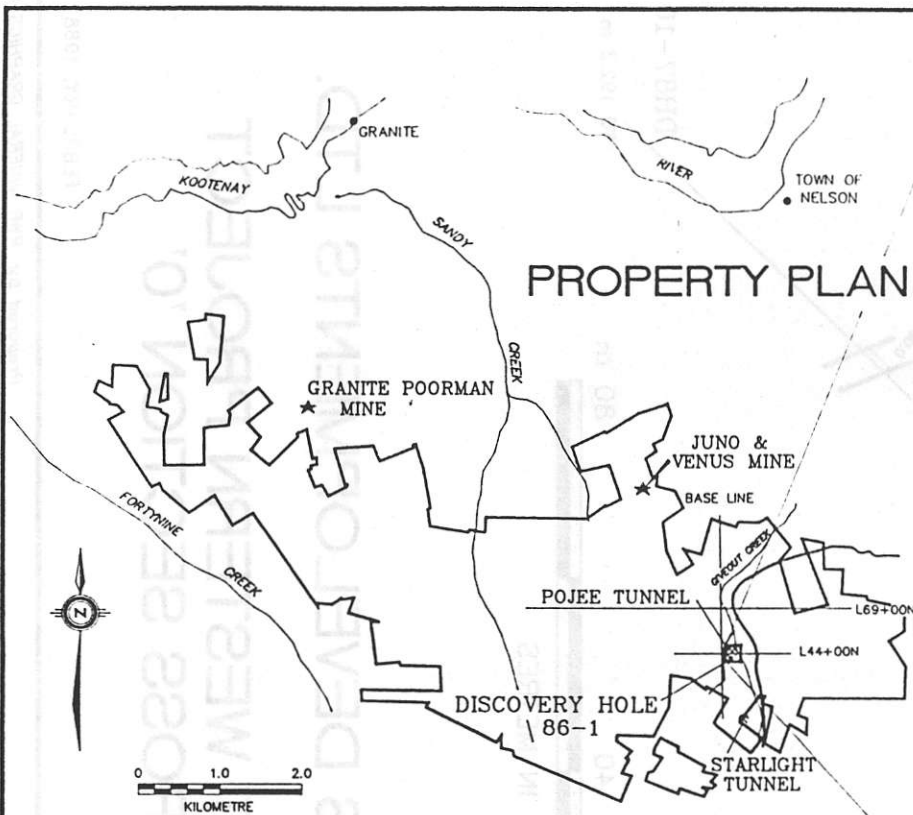 GRANITE
KOOTENAY
RIVER
TOWN OF
NELSON
SANDY
CREEK
PROPERTY PLAN
GRANITE POORMAN
MINE
JUNO &
VENUS MINE
BASE LINE
FORTYNINE
CREEK
GIVEOUT CREEK
POJEE TUNNEL
L69+00N
L44+00N
N
DISCOVERY HOLE
86-1
STARLIGHT
TUNNEL
0 1.0 2.0
KILOMETRE